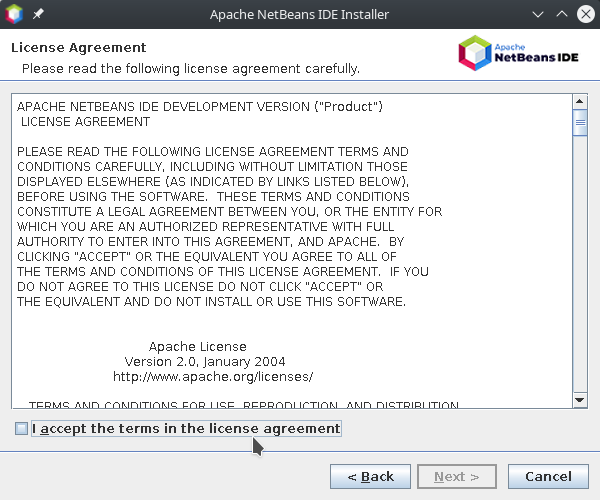 Apache NetBeans IDE Installer
License Agreement
Please read the following license agreement carefully.
Apache
NetBeans IDE
APACHE NETBEANS IDE DEVELOPMENT VERSION ("Product")
LICENSE AGREEMENT
PLEASE READ THE FOLLOWING LICENSE AGREEMENT TERMS AND
CONDITIONS CAREFULLY, INCLUDING WITHOUT LIMITATION THOSE
DISPLAYED ELSEWHERE (AS INDICATED BY LINKS LISTED BELOW),
BEFORE USING THE SOFTWARE.  THESE TERMS AND CONDITIONS
CONSTITUTE A LEGAL AGREEMENT BETWEEN YOU, OR THE ENTITY FOR
WHICH YOU ARE AN AUTHORIZED REPRESENTATIVE WITH FULL
AUTHORITY TO ENTER INTO THIS AGREEMENT, AND APACHE.  BY
CLICKING "ACCEPT" OR THE EQUIVALENT YOU AGREE TO ALL OF
THE TERMS AND CONDITIONS OF THIS LICENSE AGREEMENT.  IF YOU
DO NOT AGREE TO THIS LICENSE DO NOT CLICK "ACCEPT" OR
THE EQUIVALENT AND DO NOT INSTALL OR USE THIS SOFTWARE.
Apache License
Version 2.0, January 2004
http://www.apache.org/licenses/
TERMS AND CONDITIONS FOR USE, REPRODUCTION, AND DISTRIBUTION
I accept the terms in the license agreement
< Back
Next >
Cancel